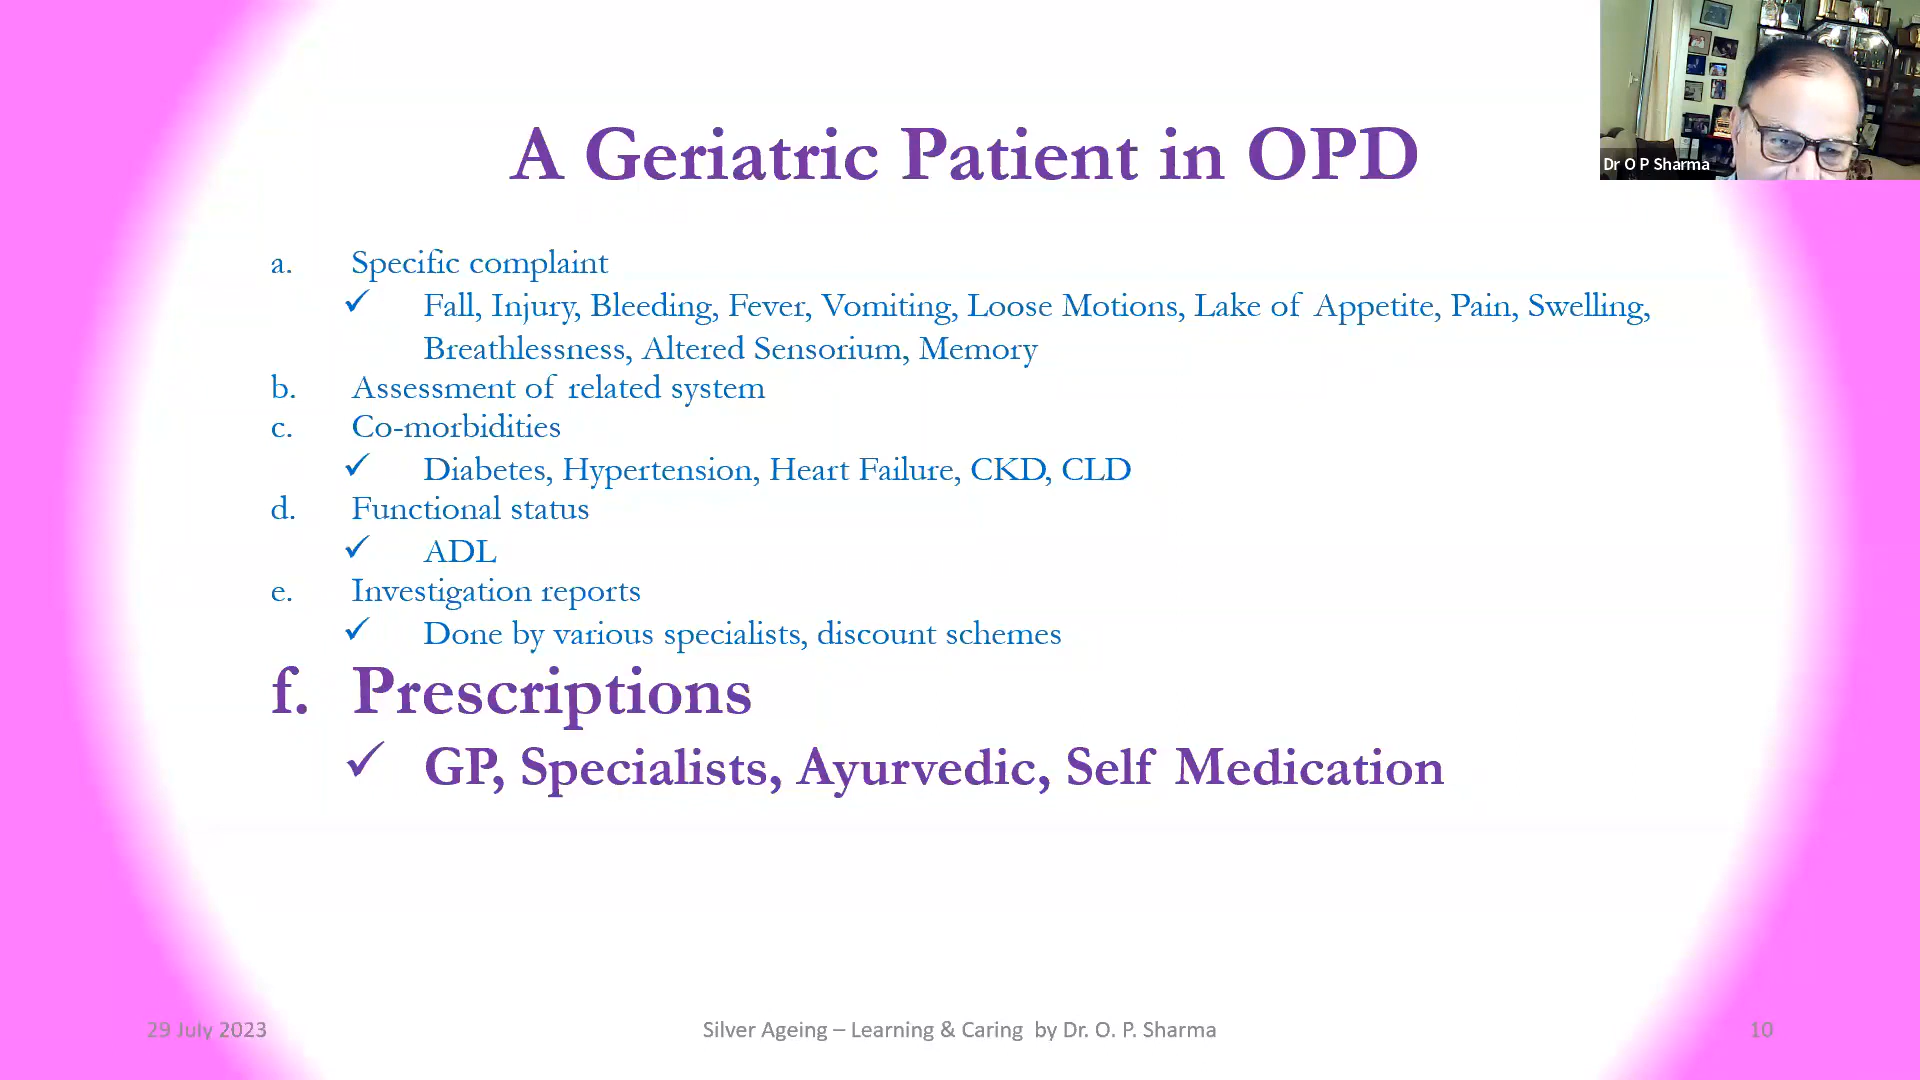 A Geriatric Patient in OPD
Dr O P Sharma
a. Specific complaint
✓ Fall, Injury, Bleeding, Fever, Vomiting, Loose Motions, Lake of Appetite, Pain, Swelling,
Breathlessness, Altered Sensorium, Memory
b. Assessment of related system
c. Co-morbidities
✓ Diabetes, Hypertension, Heart Failure, CKD, CLD
d. Functional status
✓ ADL
e. Investigation reports
✓ Done by various specialists, discount schemes
f. Prescriptions
✓ GP, Specialists, Ayurvedic, Self Medication
29 July 2023
Silver Ageing – Learning & Caring by Dr. O. P. Sharma
10